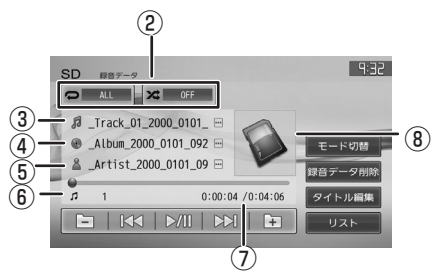 ②
SD 録音データ 9:32
ALL OFF
③ _Track_01_2000_0101_
④ _Album_2000_0101_092
⑤ _Artist_2000_0101_09
⑧
モード切替
録音データ削除
タイトル編集
リスト
⑥ 1 0:00:04 /0:04:06
⑦